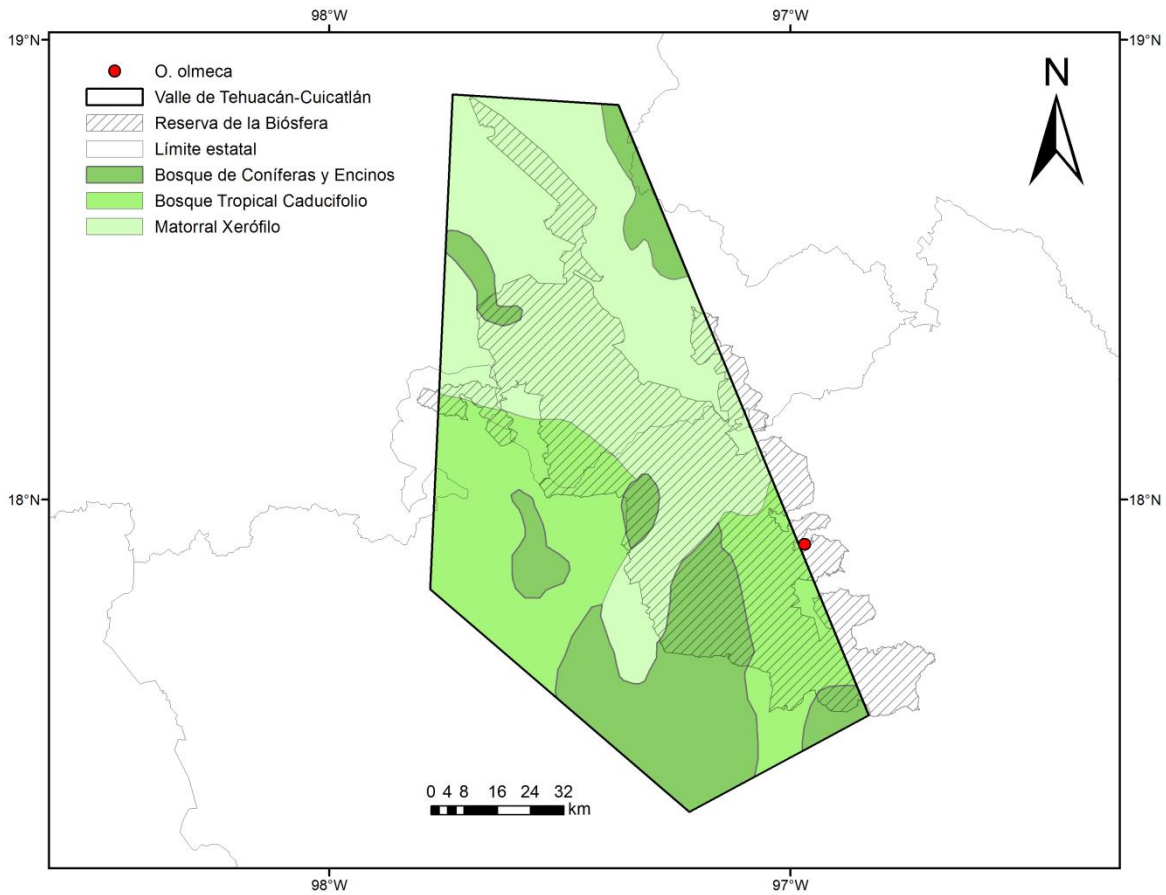 98°W 97°W
19°N 19°N
O. olmeca
Valle de Tehuacán-Cuicatlán
Reserva de la Biósfera
Límite estatal
Bosque de Coníferas y Encinos
Bosque Tropical Caducifolio
Matorral Xerófilo
N
18°N 18°N
0 4 8 16 24 32
km
98°W 97°W